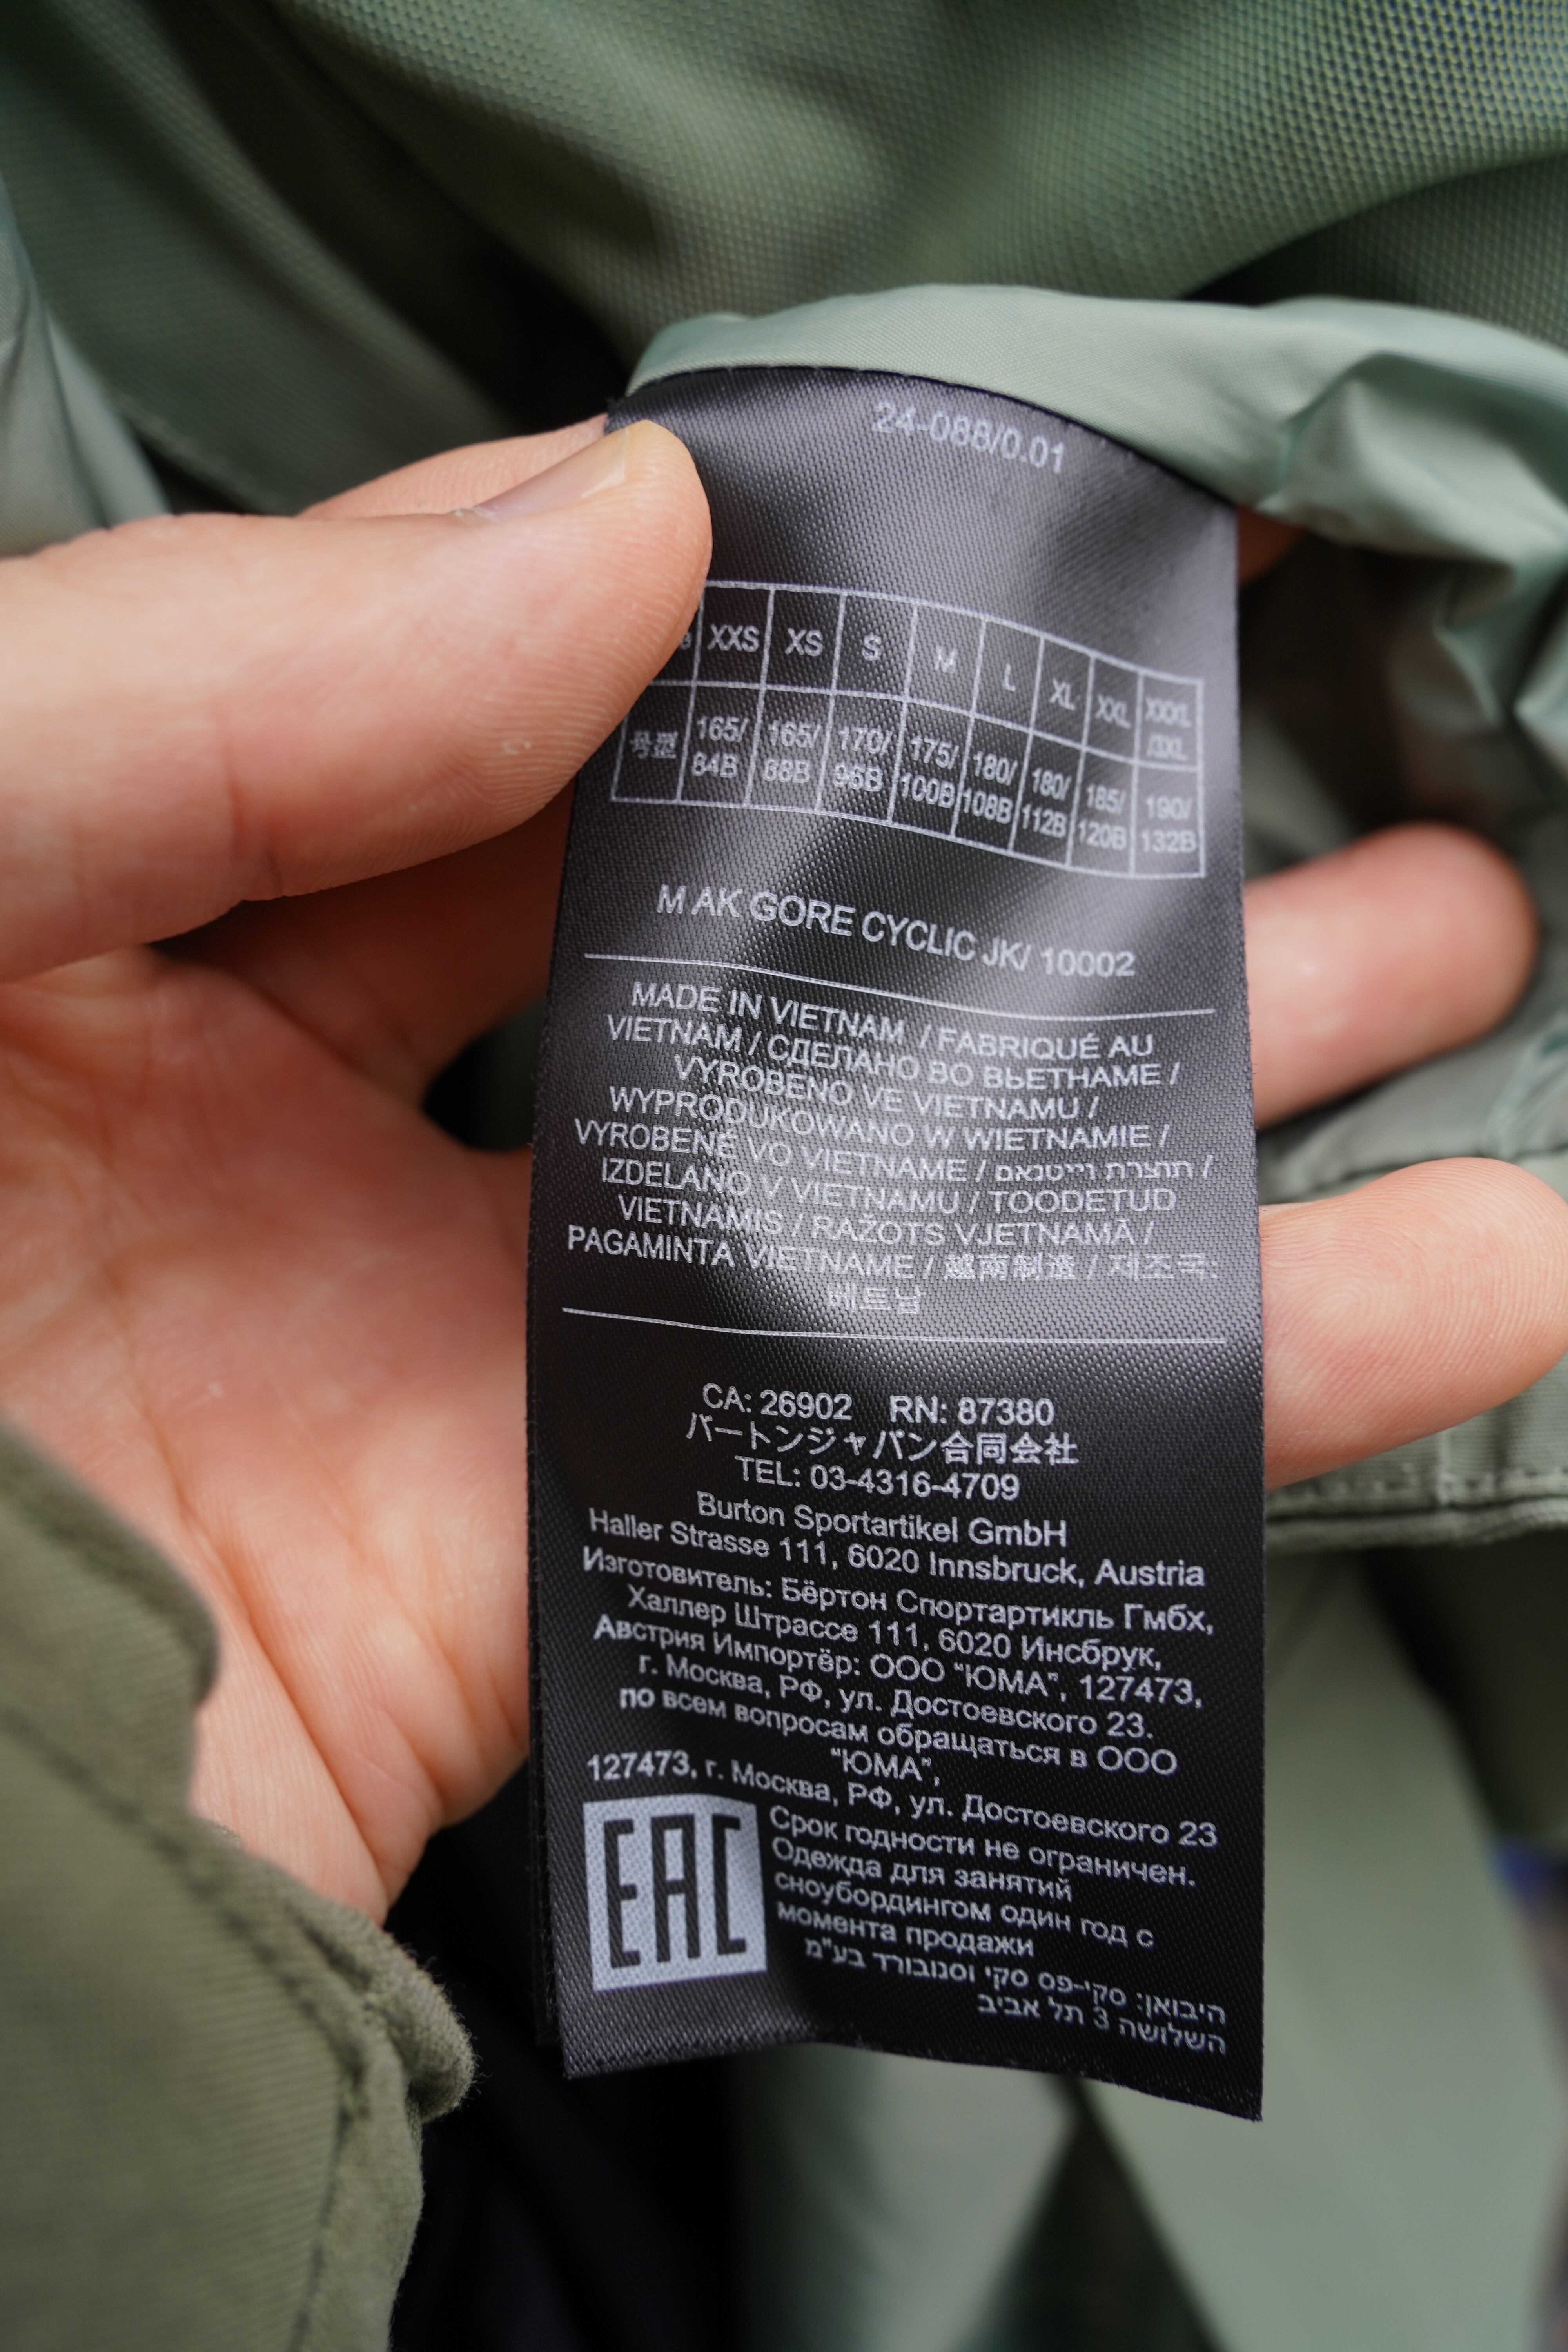 24-088/0.01
XXS XS S M L XL XXL XXXL
/3XL
号型 165/ 165/ 170/ 175/ 180/ 180/ 185/ 190/
84B 88B 96B 100B 108B 112B 120B 132B
M AK GORE CYCLIC JK/ 10002
MADE IN VIETNAM / FABRIQUÉ AU
VIETNAM / СДЕЛАНО ВО ВЬЕТНАМЕ /
VYROBENO VE VIETNAMU /
WYPRODUKOWANO W WIETNAMIE /
VYROBENÉ VO VIETNAME / תוצרת וייטנאם /
IZDELANO V VIETNAMU / TOODETUD
VIETNAMIS / RAŽOTS VJETNAMĀ /
PAGAMINTA VIETNAME / 越南制造 / 제조국:
베트남
CA: 26902 RN: 87380
バートンジャパン合同会社
TEL: 03-4316-4709
Burton Sportartikel GmbH
Haller Strasse 111, 6020 Innsbruck, Austria
Изготовитель: Бёртон Спортартикль Гмбх,
Халлер Штрассе 111, 6020 Инсбрук,
Австрия Импортёр: ООО "ЮМА", 127473,
г. Москва, РФ, ул. Достоевского 23.
по всем вопросам обращаться в ООО
"ЮМА",
127473, г. Москва, РФ, ул. Достоевского 23
EAC
Срок годности не ограничен.
Одежда для занятий
сноубордингом один год с
момента продажи
היבואן: סקי-פס סקי וסנובורד בע"מ
השלושה 3 תל אביב